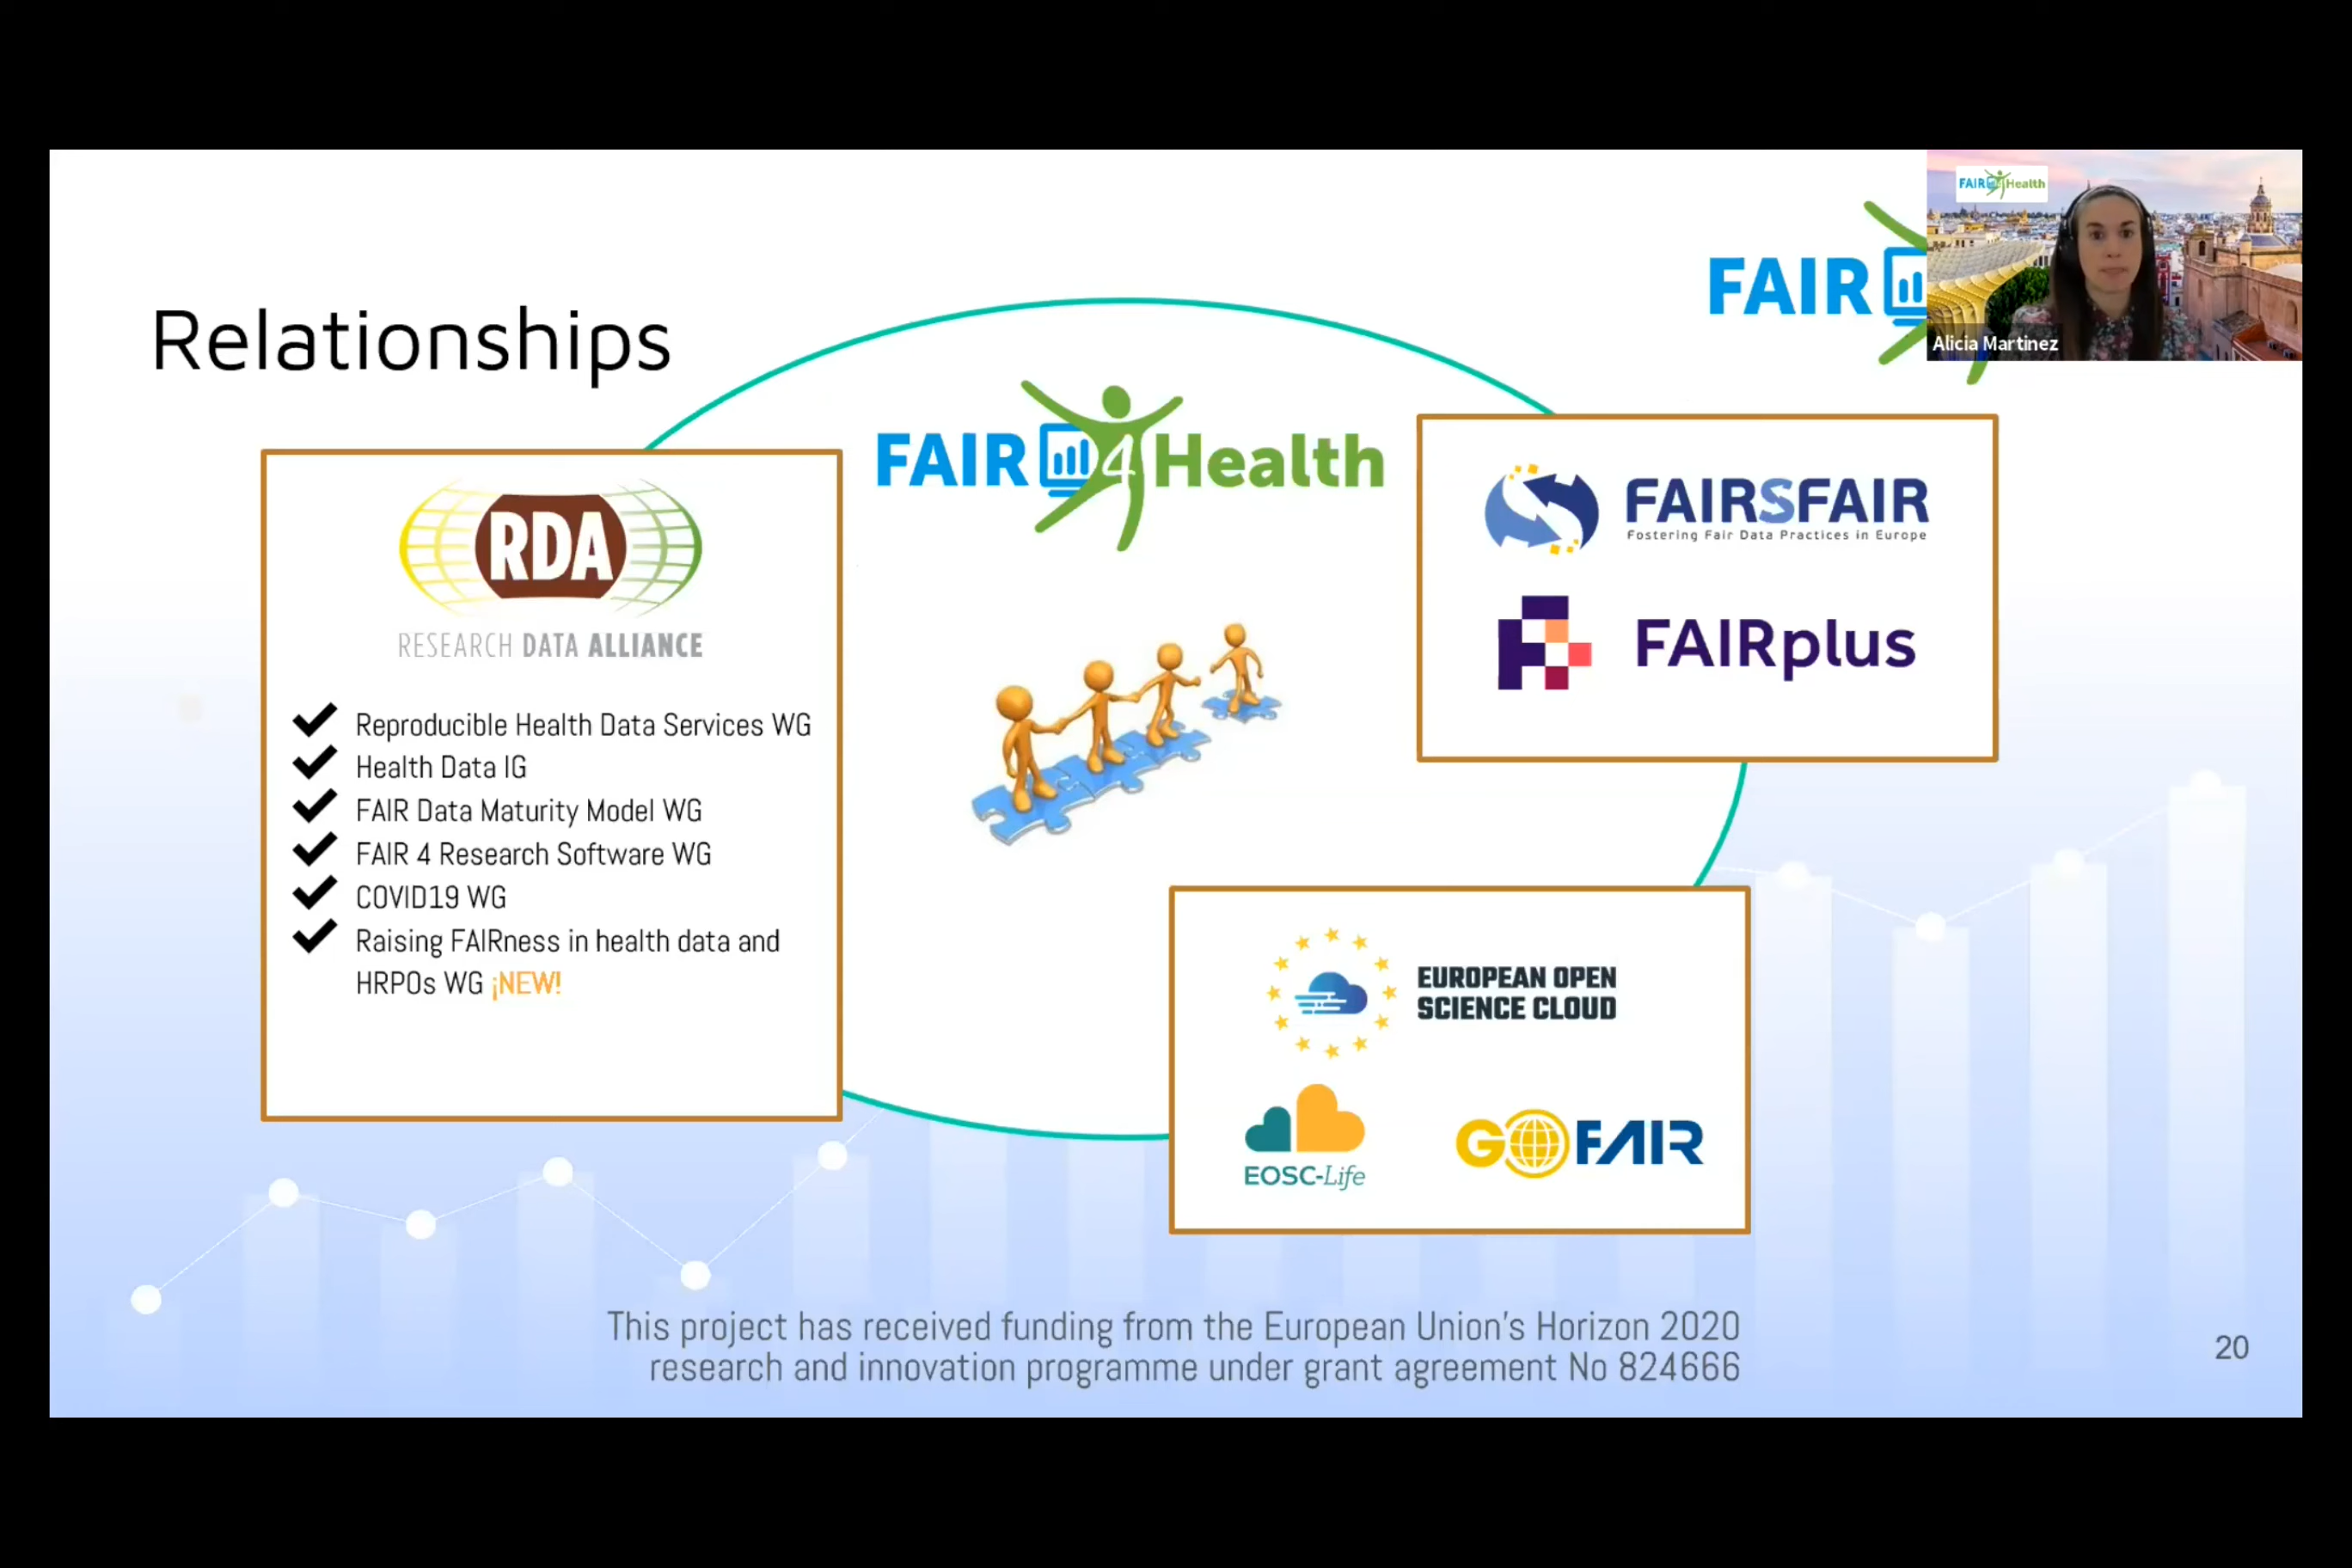 FAIR4Health
Alicia Martinez
FAIR
Relationships
FAIR4Health
RDA
RESEARCH DATA ALLIANCE
Reproducible Health Data Services WG
Health Data IG
FAIR Data Maturity Model WG
FAIR 4 Research Software WG
COVID19 WG
Raising FAIRness in health data and
HRPOs WG ¡NEW!
FAIRSFAIR
Fostering Fair Data Practices in Europe
FAIRplus
EUROPEAN OPEN
SCIENCE CLOUD
EOSC-Life
GO FAIR
This project has received funding from the European Union's Horizon 2020
research and innovation programme under grant agreement No 824666
20